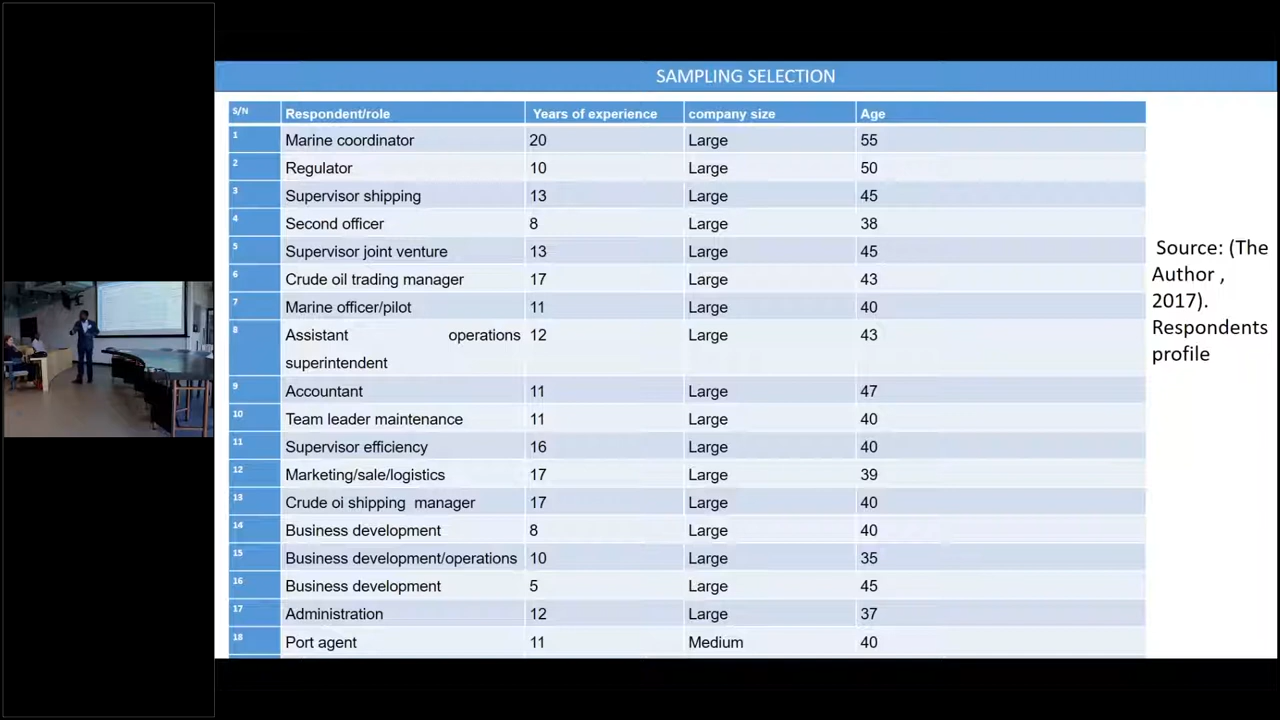 SAMPLING SELECTION
S/N Respondent/role Years of experience company size Age
1 Marine coordinator 20 Large 55
2 Regulator 10 Large 50
3 Supervisor shipping 13 Large 45
4 Second officer 8 Large 38
5 Supervisor joint venture 13 Large 45
6 Crude oil trading manager 17 Large 43
7 Marine officer/pilot 11 Large 40
8 Assistant operations 12 Large 43
superintendent
9 Accountant 11 Large 47
10 Team leader maintenance 11 Large 40
11 Supervisor efficiency 16 Large 40
12 Marketing/sale/logistics 17 Large 39
13 Crude oi shipping manager 17 Large 40
14 Business development 8 Large 40
15 Business development/operations 10 Large 35
16 Business development 5 Large 45
17 Administration 12 Large 37
18 Port agent 11 Medium 40
Source: (The
Author ,
2017).
Respondents
profile